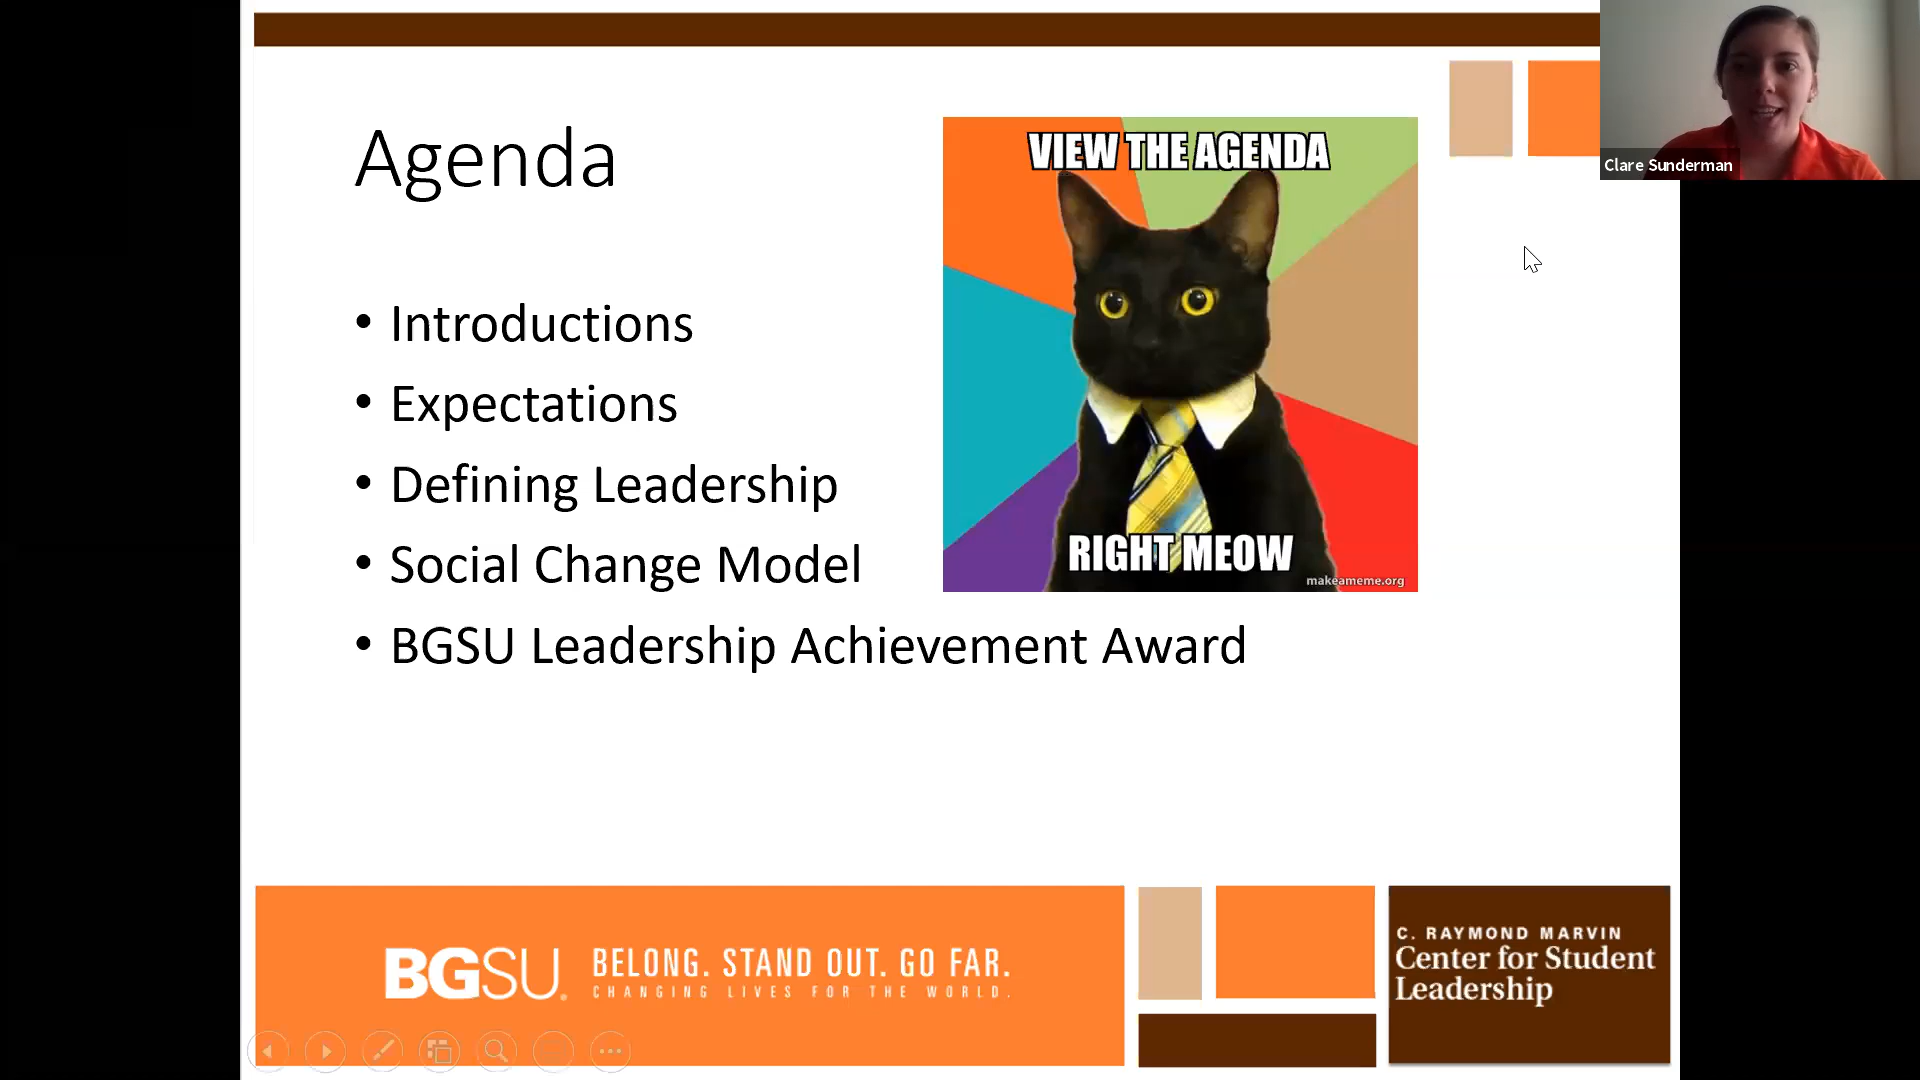 Agenda
VIEW THE AGENDA
RIGHT MEOW
makeameme.org
• Introductions
• Expectations
• Defining Leadership
• Social Change Model
• BGSU Leadership Achievement Award
Clare Sunderman
BGSU.
BELONG. STAND OUT. GO FAR.
CHANGING LIVES FOR THE WORLD.
C. RAYMOND MARVIN
Center for Student
Leadership